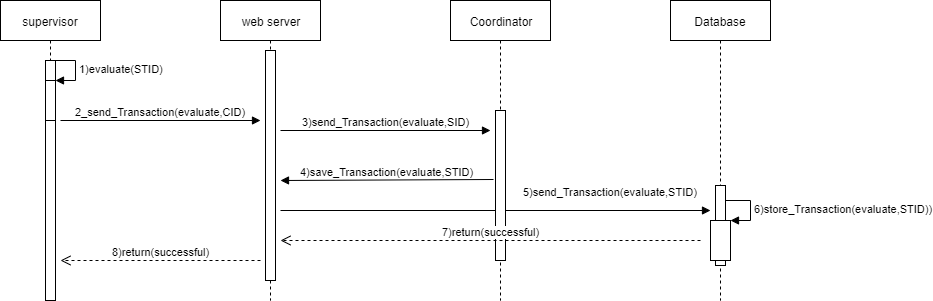 supervisor
web server
Coordinator
Database
1)evaluate(STID)
2_send_Transaction(evaluate,CID)
3)send_Transaction(evaluate,SID)
4)save_Transaction(evaluate,STID)
5)send_Transaction(evaluate,STID)
6)store_Transaction(evaluate,STID))
7)return(successful)
8)return(successful)